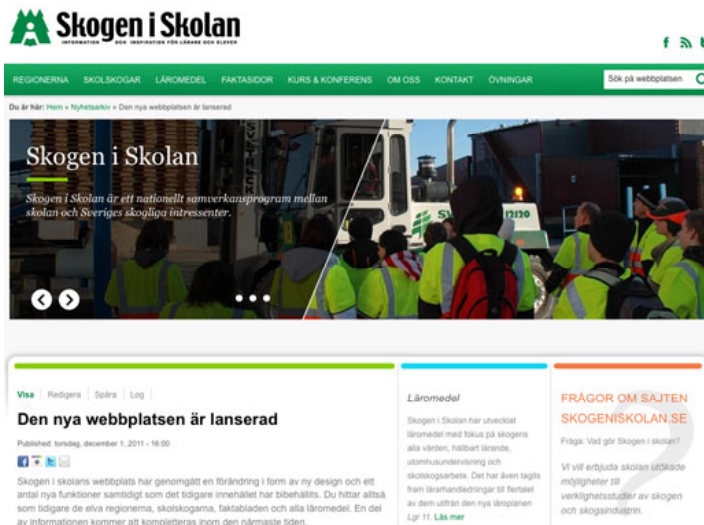 Skogen i Skolan
INFORMATION OCH INSPIRATION FÖR LÄRARE OCH ELEVER
REGIONERNA SKOLSKOGAR LÄROMEDEL FAKTASIDOR KURS & KONFERENS OM OSS KONTAKT ÖVNINGAR
Sök på webbplatsen
Du är här: Hem » Nyhetsarkiv » Den nya webbplatsen är lanserad
Skogen i Skolan
Skogen i Skolan är ett nationellt samverkansprogram mellan
skolan och Sveriges skogliga intressenter.
12120
Visa Redigera Spåra Log
Den nya webbplatsen är lanserad
Published: torsdag, december 1, 2011 - 16:00
Skogen i skolans webbplats har genomgått en förändring i form av ny design och ett
antal nya funktioner samtidigt som det tidigare innehållet har bibehållits. Du hittar alltså
som tidigare de elva regionerna, skolskogarna, faktabladen och alla läromedel. En del
av informationen kommer att kompletteras inom den närmaste tiden.
Läromedel
Skogen i Skolan har utvecklat
läromedel med fokus på skogens
alla värden, hållbart lärande,
utomhusundervisning och
skolskogsarbete. Det har även tagits
fram lärarhandledningar till flertalet
av dem utifrån den nya läroplanen
Lgr 11. Läs mer
FRÅGOR OM SAJTEN
SKOGENISKOLAN.SE
Fråga: Vad gör Skogen i skolan?
Vi vill erbjuda skolan utökade
möjligheter till
verklighetsstudier av skogen
och skogsindustrin.